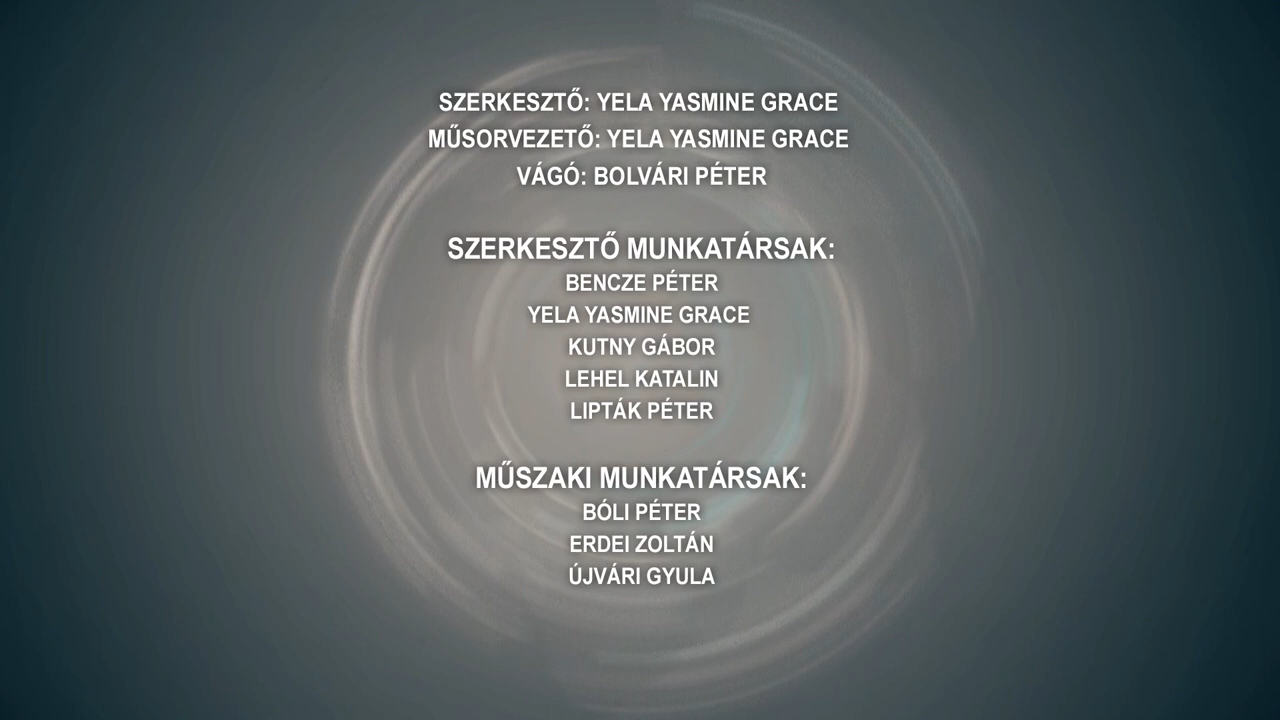 SZERKESZTŐ: YELA YASMINE GRACE
MŰSORVEZETŐ: YELA YASMINE GRACE
VÁGÓ: BOLVÁRI PÉTER
SZERKESZTŐ MUNKATÁRSAK:
BENCZE PÉTER
YELA YASMINE GRACE
KUTNY GÁBOR
LEHEL KATALIN
LIPTÁK PÉTER
MŰSZAKI MUNKATÁRSAK:
BÓLI PÉTER
ERDEI ZOLTÁN
ÚJVÁRI GYULA